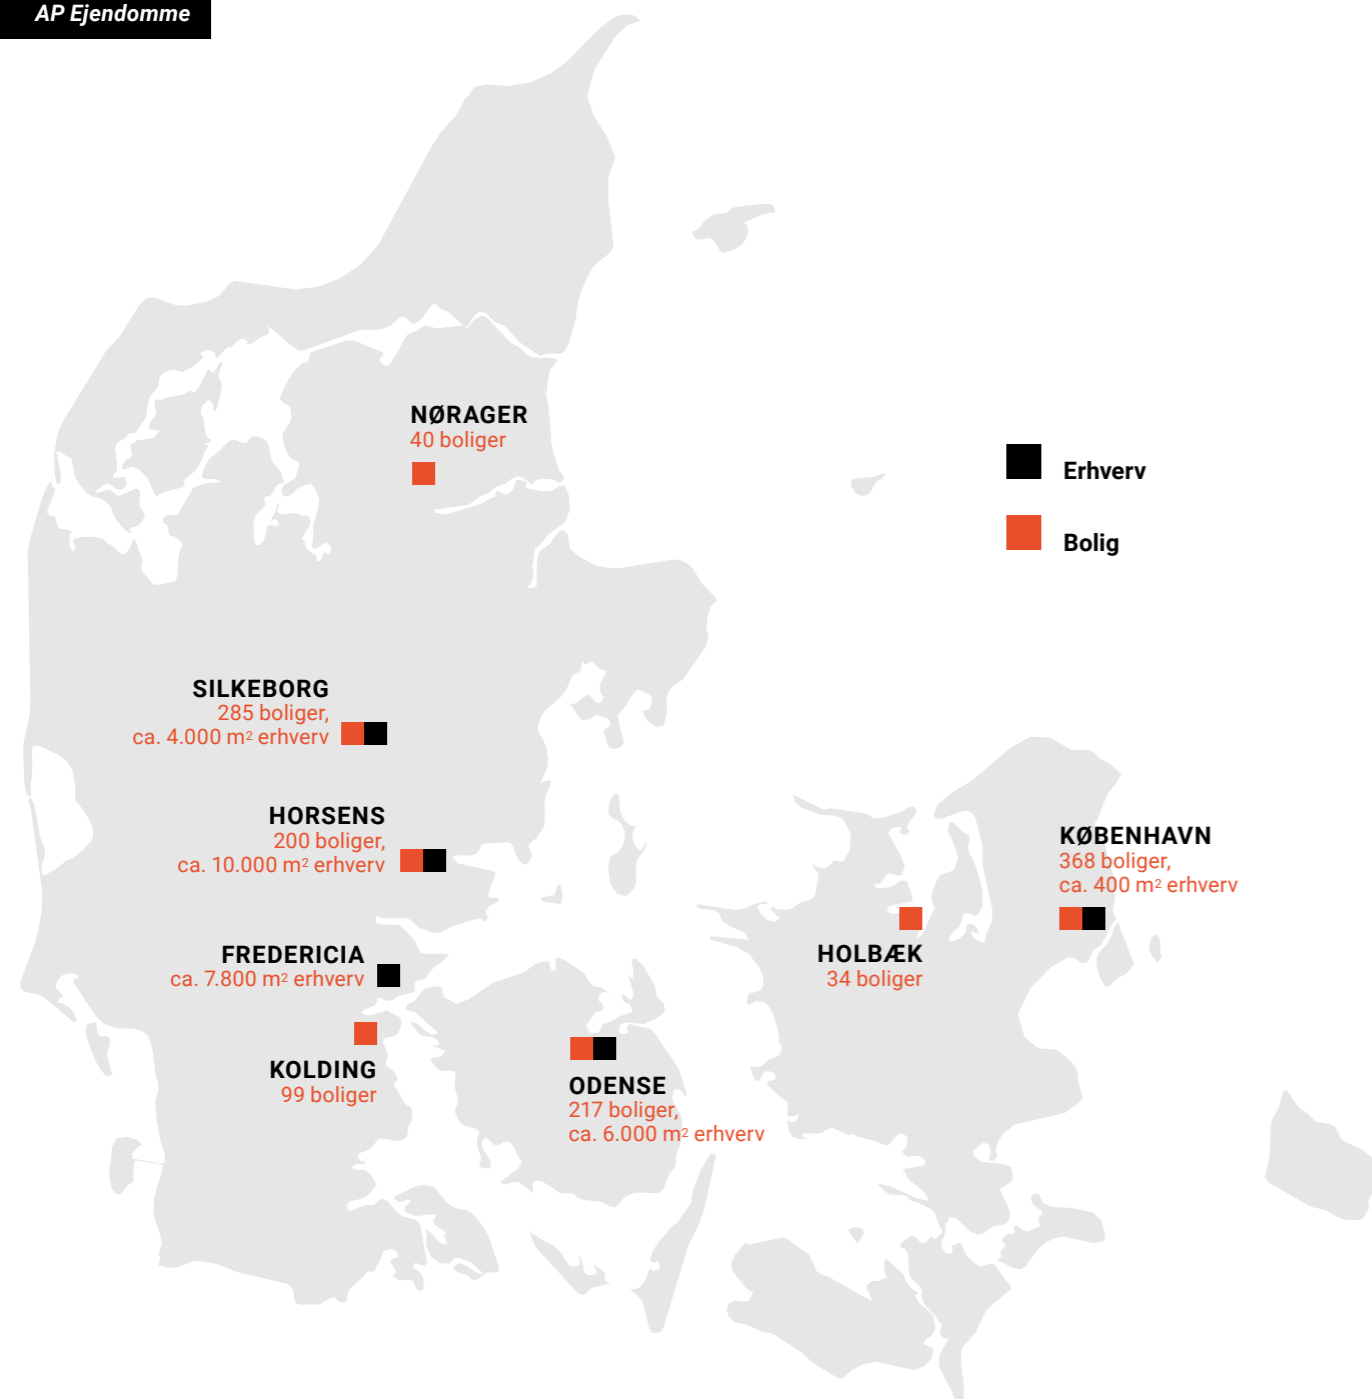 AP Ejendomme
NØRAGER
40 boliger
Erhverv
Bolig
SILKEBORG
285 boliger,
ca. 4.000 m² erhverv
HORSENS
200 boliger,
ca. 10.000 m² erhverv
KØBENHAVN
368 boliger,
ca. 400 m² erhverv
FREDERICIA
ca. 7.800 m² erhverv
HOLBÆK
34 boliger
KOLDING
99 boliger
ODENSE
217 boliger,
ca. 6.000 m² erhverv